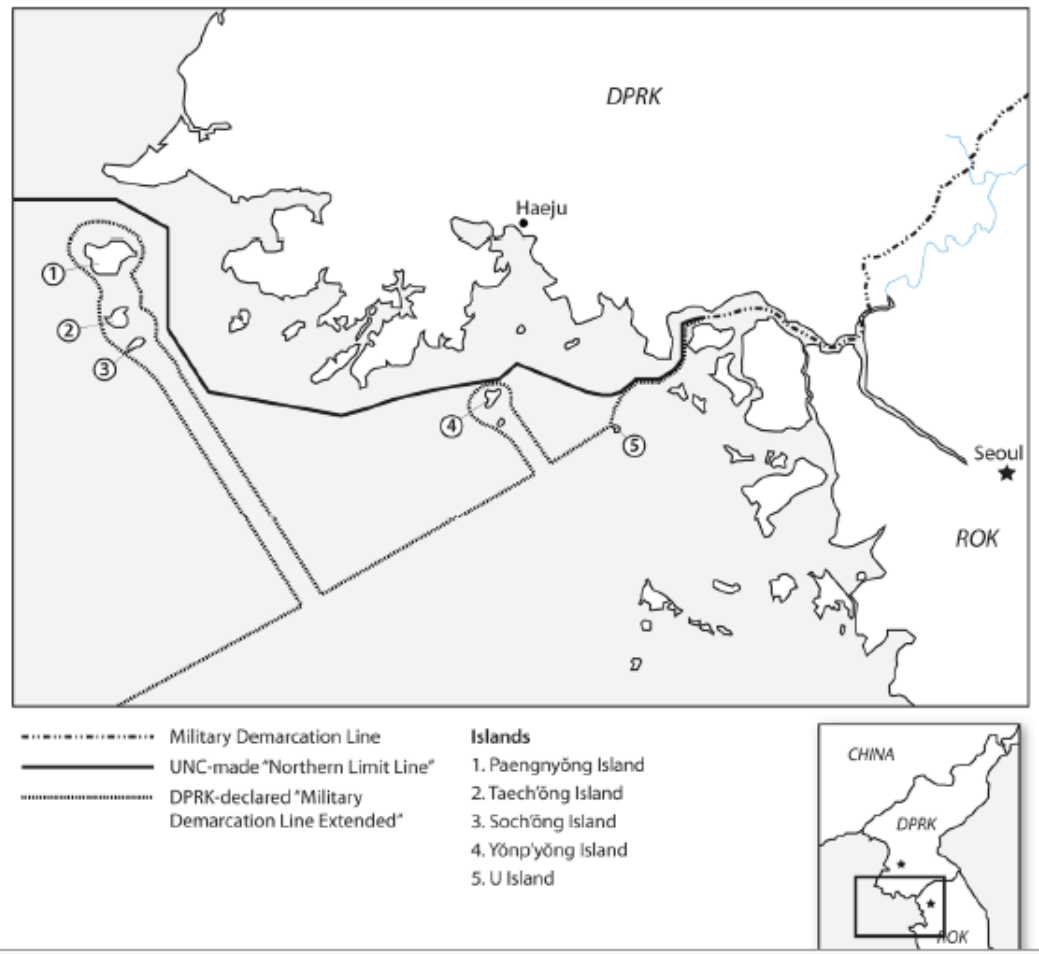 DPRK
Haeju
①
②
③
④
⑤
Seoul
ROK
Military Demarcation Line
UNC-made “Northern Limit Line”
DPRK-declared “Military
Demarcation Line Extended”
Islands
1. Paengnyŏng Island
2. Taech’ŏng Island
3. Soch’ŏng Island
4. Yŏnp’yŏng Island
5. U Island
CHINA
DPRK
ROK